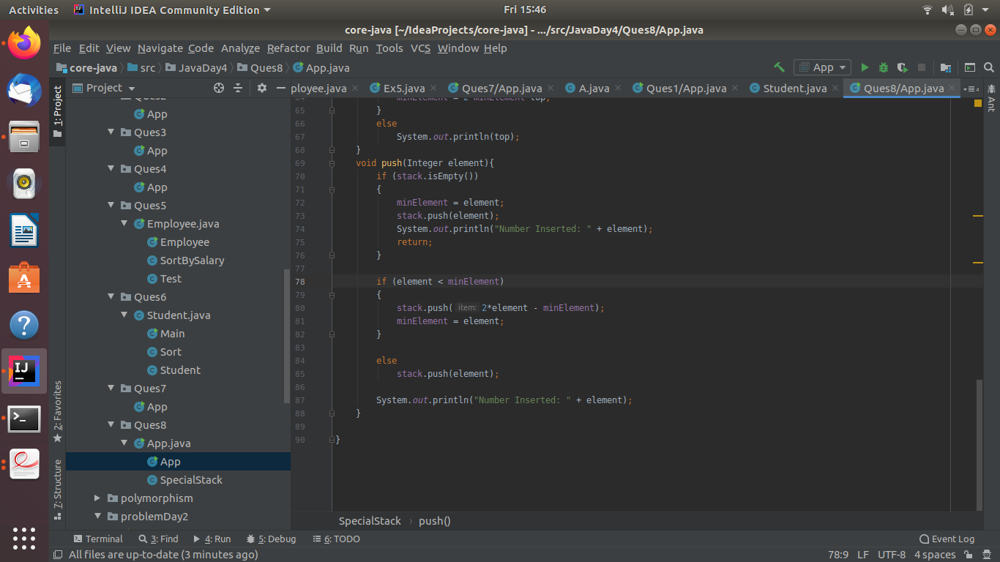 Activities IntelliJ IDEA Community Edition Fri 15:46
core-java [~/IdeaProjects/core-java] - .../src/JavaDay4/Ques8/App.java
File Edit View Navigate Code Analyze Refactor Build Run Tools VCS Window Help
core-java src JavaDay4 Ques8 App.java App
Project ployee.java Ex5.java Ques7/App.java A.java Ques1/App.java Student.java Ques8/App.java 4
1: Project
2: Favorites
7: Structure
Ant
Ques2
App
Ques3
App
Ques4
App
Ques5
Employee.java
Employee
SortBySalary
Test
Ques6
Student.java
Main
Sort
Student
Ques7
App
Ques8
App.java
App
SpecialStack
polymorphism
problemDay2
64 minElement = 2*minElement-top;
65 }
66 else
67 System.out.println(top);
68 }
69 void push(Integer element){
70 if (stack.isEmpty())
71 {
72 minElement = element;
73 stack.push(element);
74 System.out.println("Number Inserted: " + element);
75 return;
76 }
77
78 if (element < minElement)
79 {
80 stack.push( item: 2*element - minElement);
81 minElement = element;
82 }
83
84 else
85 stack.push(element);
86
87 System.out.println("Number Inserted: " + element);
88 }
89
90 }
SpecialStack › push()
Terminal 3: Find 4: Run 5: Debug 6: TODO Event Log
All files are up-to-date (3 minutes ago) 78:9 LF UTF-8 4 spaces